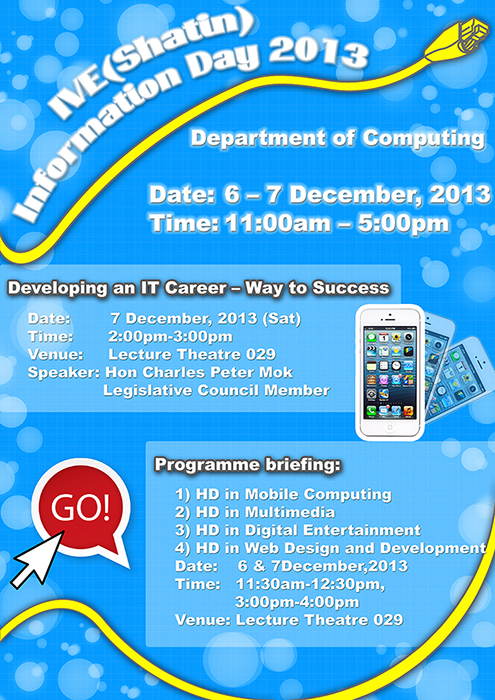 IVE(Shatin)
Information Day 2013
Department of Computing
Date: 6 – 7 December, 2013
Time: 11:00am – 5:00pm
Developing an IT Career – Way to Success
Date: 7 December, 2013 (Sat)
Time: 2:00pm-3:00pm
Venue: Lecture Theatre 029
Speaker: Hon Charles Peter Mok
Legislative Council Member
Programme briefing:
GO!
1) HD in Mobile Computing
2) HD in Multimedia
3) HD in Digital Entertainment
4) HD in Web Design and Development
Date: 6 & 7December,2013
Time: 11:30am-12:30pm,
3:00pm-4:00pm
Venue: Lecture Theatre 029